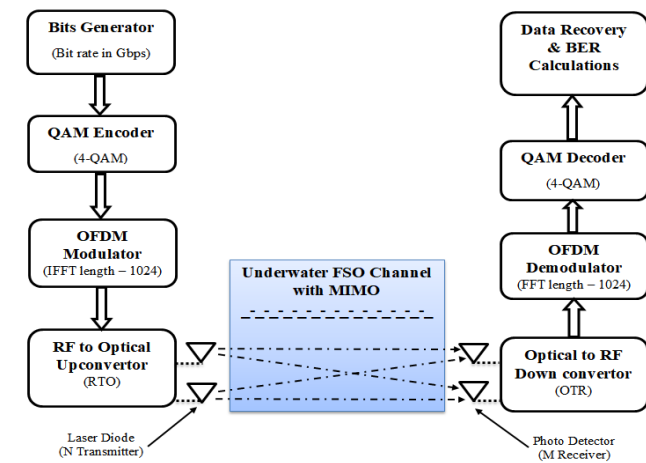 Bits Generator
(Bit rate in Gbps)
QAM Encoder
(4-QAM)
OFDM
Modulator
(IFFT length – 1024)
RF to Optical
Upconvertor
(RTO)
Laser Diode
(N Transmitter)
Underwater FSO Channel
with MIMO
Data Recovery
& BER
Calculations
QAM Decoder
(4-QAM)
OFDM
Demodulator
(FFT length – 1024)
Optical to RF
Down convertor
(OTR)
Photo Detector
(M Receiver)